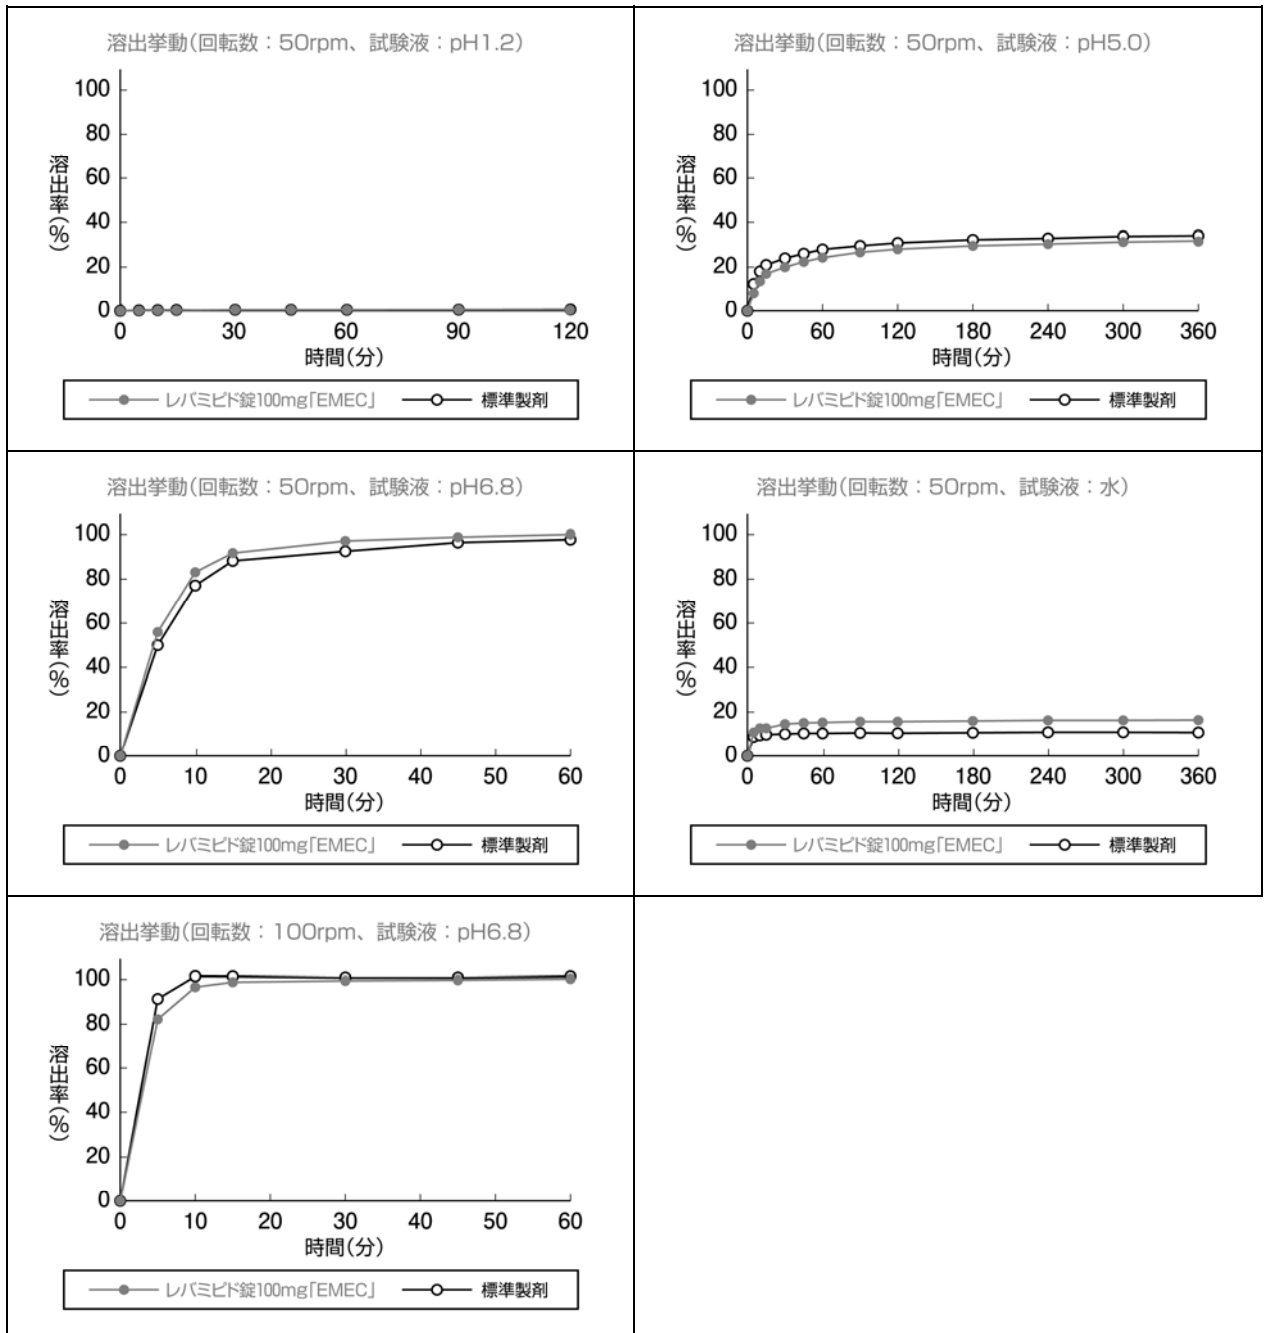 溶出挙動(回転数：50rpm、試験液：pH1.2)
100
80
60
40
20
0
溶出率(%)
0 30 60 90 120
時間(分)
レバミピド錠100mg「EMEC」 標準製剤
溶出挙動(回転数：50rpm、試験液：pH5.0)
100
80
60
40
20
0
溶出率(%)
0 60 120 180 240 300 360
時間(分)
レバミピド錠100mg「EMEC」 標準製剤
溶出挙動(回転数：50rpm、試験液：pH6.8)
100
80
60
40
20
0
溶出率(%)
0 10 20 30 40 50 60
時間(分)
レバミピド錠100mg「EMEC」 標準製剤
溶出挙動(回転数：50rpm、試験液：水)
100
80
60
40
20
0
溶出率(%)
0 60 120 180 240 300 360
時間(分)
レバミピド錠100mg「EMEC」 標準製剤
溶出挙動(回転数：100rpm、試験液：pH6.8)
100
80
60
40
20
0
溶出率(%)
0 10 20 30 40 50 60
時間(分)
レバミピド錠100mg「EMEC」 標準製剤